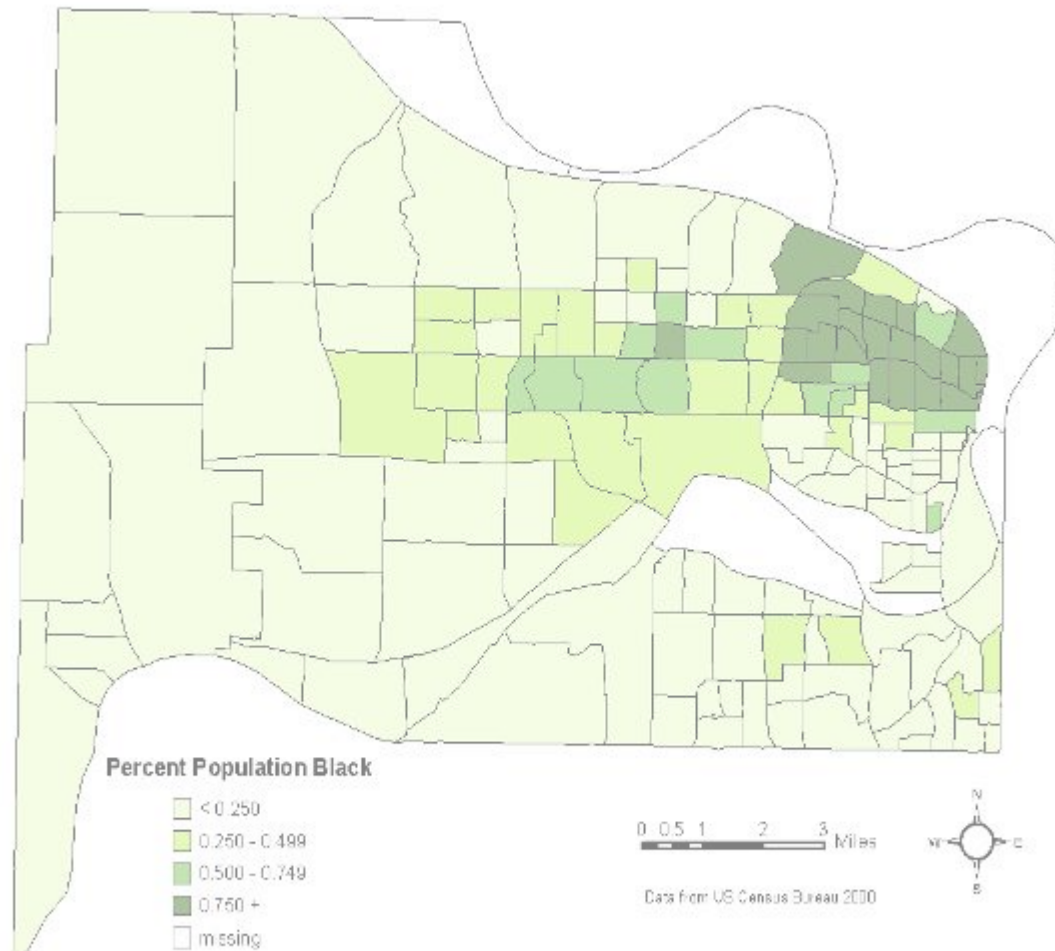 Percent Population Black
< 0.250
0.250 - 0.499
0.500 - 0.749
0.750 +
missing
0 0.5 1 2 3
Miles
N
W E
S
Data from US Census Bureau 2000